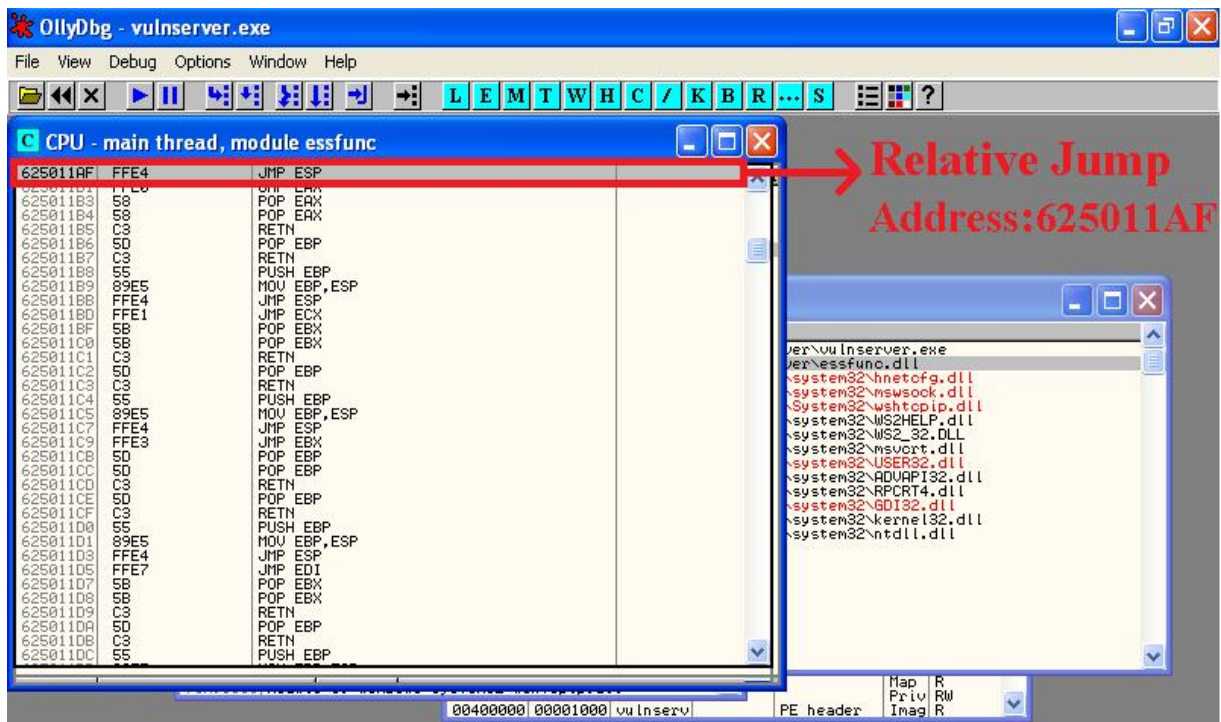 OllyDbg - vulnserver.exe
File View Debug Options Window Help
L E M T W H C / K B R ... S ?
C CPU - main thread, module essfunc
625011AF FFE4 JMP ESP
Relative Jump
Address:625011AF
625011B1 FFE0 JMP EAX
625011B3 58 POP EAX
625011B4 58 POP EAX
625011B5 C3 RETN
625011B6 5D POP EBP
625011B7 C3 RETN
625011B8 55 PUSH EBP
625011B9 89E5 MOV EBP,ESP
625011BB FFE4 JMP ESP
625011BD FFE1 JMP ECX
625011BF 5B POP EBX
625011C0 5B POP EBX
625011C1 C3 RETN
625011C2 5D POP EBP
625011C3 C3 RETN
625011C4 55 PUSH EBP
625011C5 89E5 MOV EBP,ESP
625011C7 FFE4 JMP ESP
625011C9 FFE3 JMP EBX
625011CB 5D POP EBP
625011CC 5D POP EBP
625011CD C3 RETN
625011CE 5D POP EBP
625011CF C3 RETN
625011D0 55 PUSH EBP
625011D1 89E5 MOV EBP,ESP
625011D3 FFE4 JMP ESP
625011D5 FFE7 JMP EDI
625011D7 5B POP EBX
625011D8 5B POP EBX
625011D9 C3 RETN
625011DA 5D POP EBP
625011DB C3 RETN
625011DC 55 PUSH EBP
ver\vulnserver.exe
ver\essfunc.dll
\system32\hnetcfg.dll
\system32\mswsock.dll
\System32\wshtcpip.dll
\system32\WS2HELP.dll
\system32\WS2_32.DLL
\system32\msvcrt.dll
\system32\USER32.dll
\system32\ADVAPI32.dll
\system32\RPCRT4.dll
\system32\GDI32.dll
\system32\kernel32.dll
\system32\ntdll.dll
Map R
Priv RW
00400000 00001000 vulnserv PE header Imag R